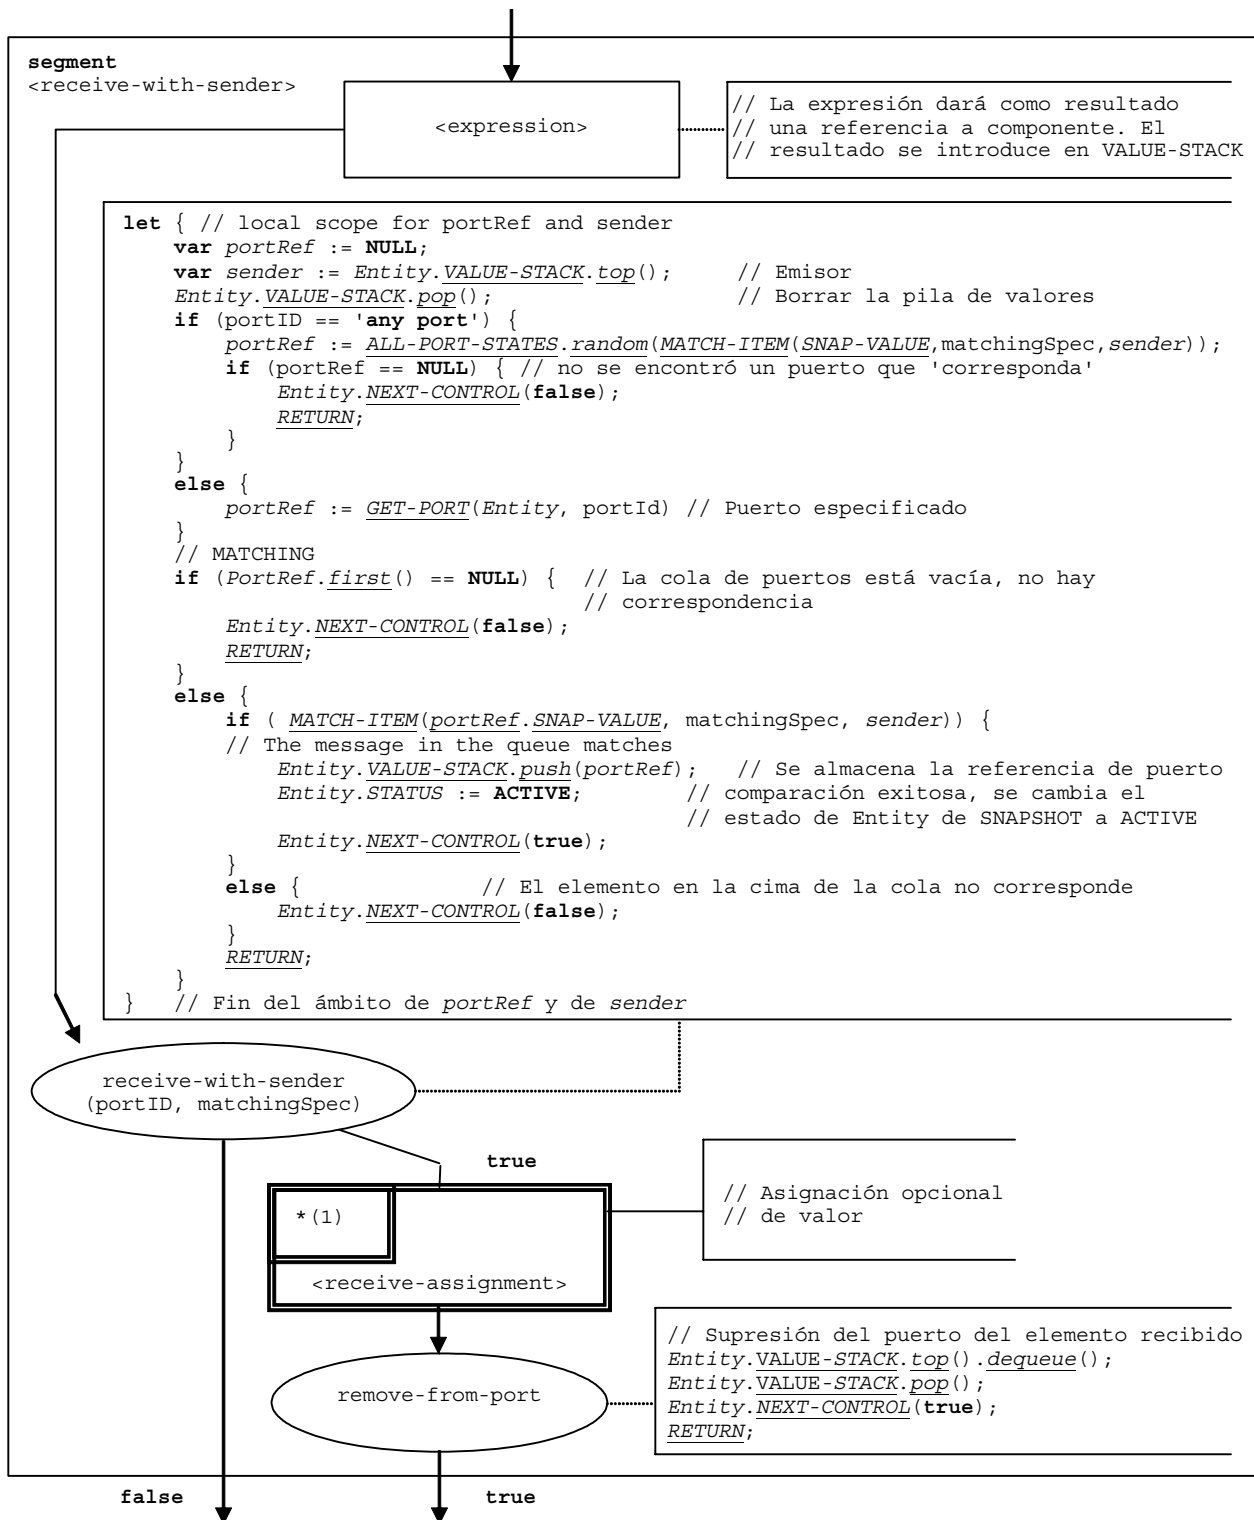 segment
<receive-with-sender>
<expression>
// La expresión dará como resultado
// una referencia a componente. El
// resultado se introduce en VALUE-STACK
let { // local scope for portRef and sender
var portRef := NULL;
var sender := Entity.VALUE-STACK.top(); // Emisor
Entity.VALUE-STACK.pop(); // Borrar la pila de valores
if (portID == 'any port') {
portRef := ALL-PORT-STATES.random(MATCH-ITEM(SNAP-VALUE,matchingSpec,sender));
if (portRef == NULL) { // no se encontró un puerto que 'corresponda'
Entity.NEXT-CONTROL(false);
RETURN;
}
}
else {
portRef := GET-PORT(Entity, portId) // Puerto especificado
}
// MATCHING
if (PortRef.first() == NULL) { // La cola de puertos está vacía, no hay
// correspondencia
Entity.NEXT-CONTROL(false);
RETURN;
}
else {
if ( MATCH-ITEM(portRef.SNAP-VALUE, matchingSpec, sender)) {
// The message in the queue matches
Entity.VALUE-STACK.push(portRef); // Se almacena la referencia de puerto
Entity.STATUS := ACTIVE; // comparación exitosa, se cambia el
// estado de Entity de SNAPSHOT a ACTIVE
Entity.NEXT-CONTROL(true);
}
else { // El elemento en la cima de la cola no corresponde
Entity.NEXT-CONTROL(false);
}
RETURN;
}
} // Fin del ámbito de portRef y de sender
receive-with-sender
(portID, matchingSpec)
true
*(1)
<receive-assignment>
// Asignación opcional
// de valor
remove-from-port
// Supresión del puerto del elemento recibido
Entity.VALUE-STACK.top().dequeue();
Entity.VALUE-STACK.pop();
Entity.NEXT-CONTROL(true);
RETURN;
false
true